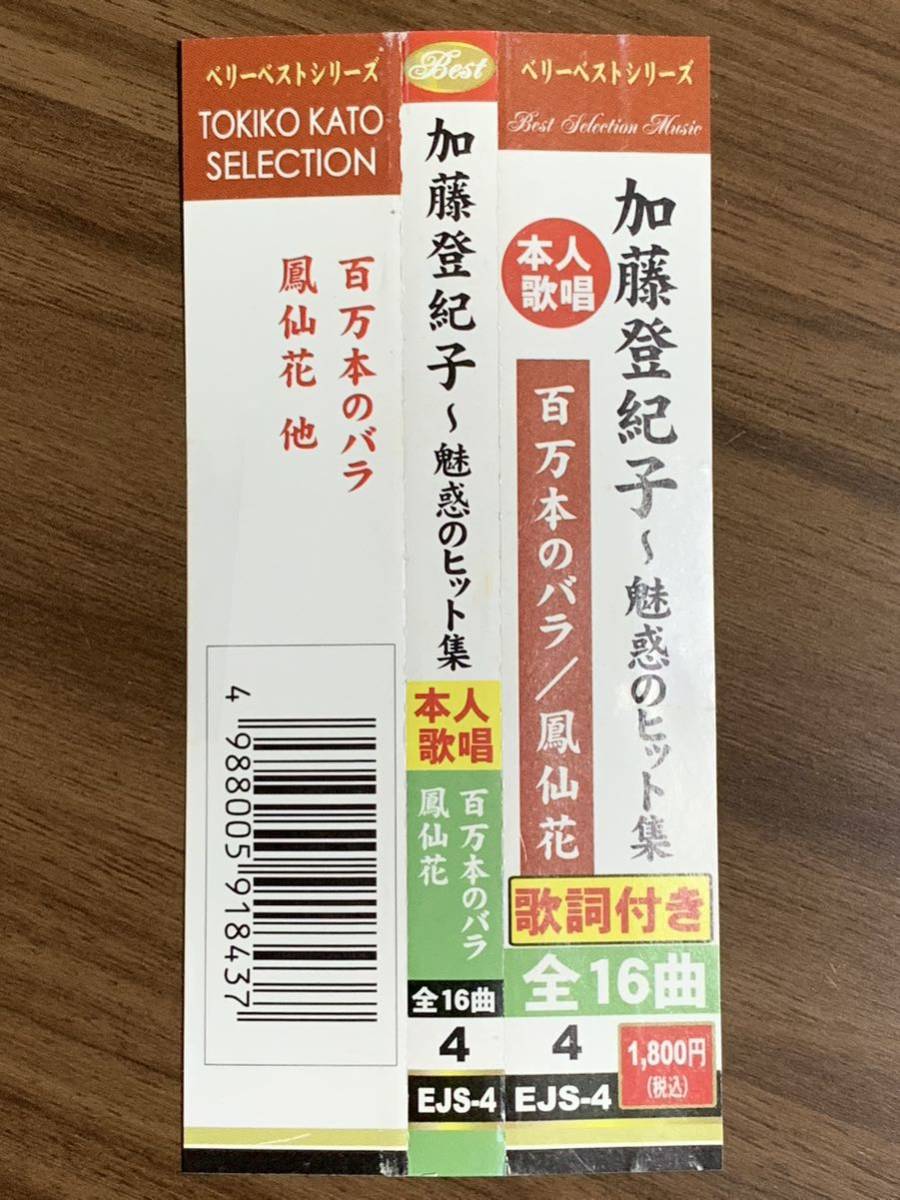 ベリーベストシリーズ
TOKIKO KATO
SELECTION
百万本のバラ
鳳仙花 他
4 988005 918437
Best
加藤登紀子〜魅惑のヒット集
本人
歌唱
百万本のバラ
鳳仙花
全16曲
4
EJS-4
ベリーベストシリーズ
Best Selection Music
加藤登紀子〜魅惑のヒット集
本人
歌唱
百万本のバラ/鳳仙花
歌詞付き
全16曲
4
EJS-4
1,800円
(税込)